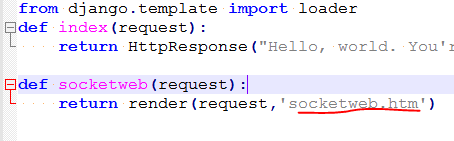 from django.template import loader
def index(request):
    return HttpResponse("Hello, world. You'r
def socketweb(request):
    return render(request,'socketweb.htm')